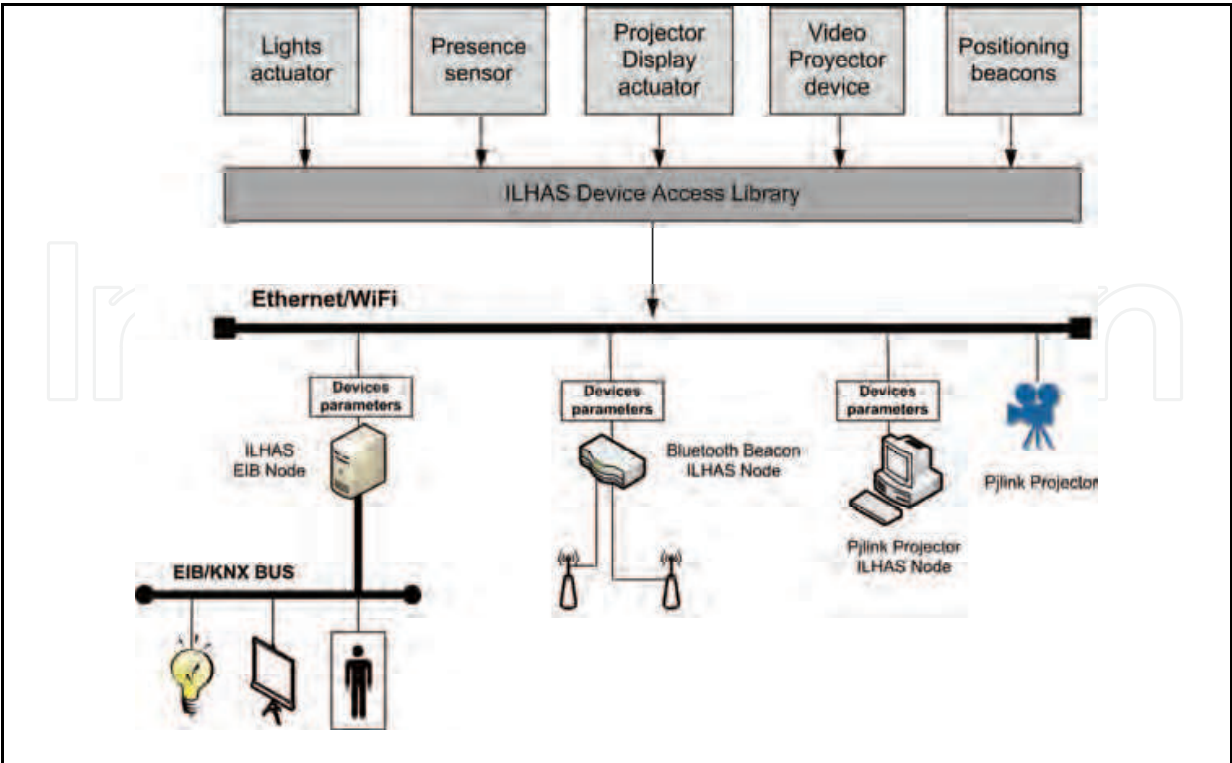 Lights
actuator
Presence
sensor
Projector
Display
actuator
Video
Proyector
device
Positioning
beacons
ILHAS Device Access Library
Ethernet/WiFi
Devices
parameters
Devices
parameters
Devices
parameters
ILHAS
EIB Node
Bluetooth Beacon
ILHAS Node
Pjlink Projector
Pjlink Projector
ILHAS Node
EIB/KNX BUS